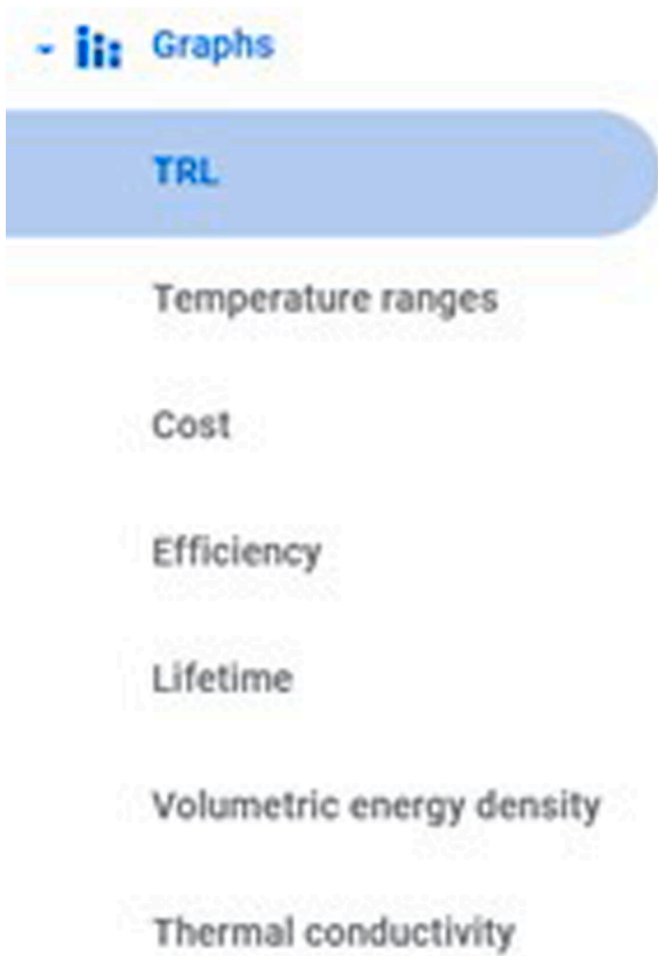 Graphs
TRL
Temperature ranges
Cost
Efficiency
Lifetime
Volumetric energy density
Thermal conductivity